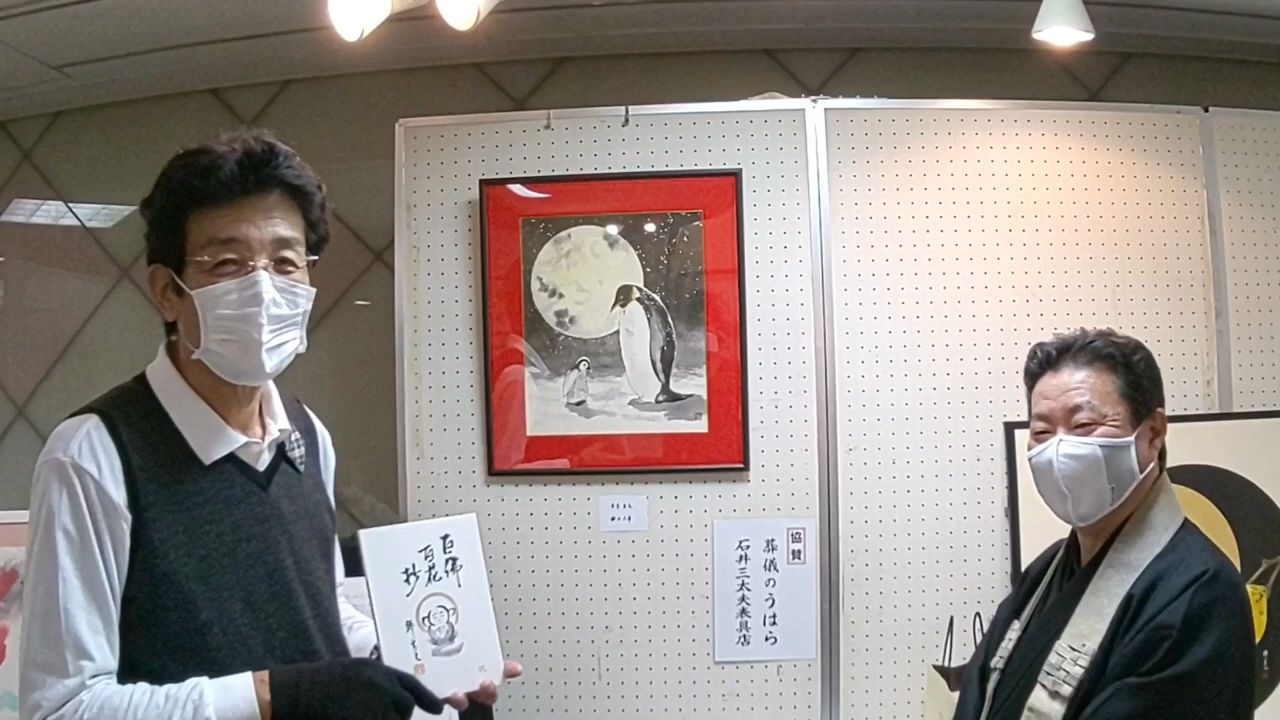 百佛
百花
抄
協賛
葬儀のうはら
石井三太夫表具店